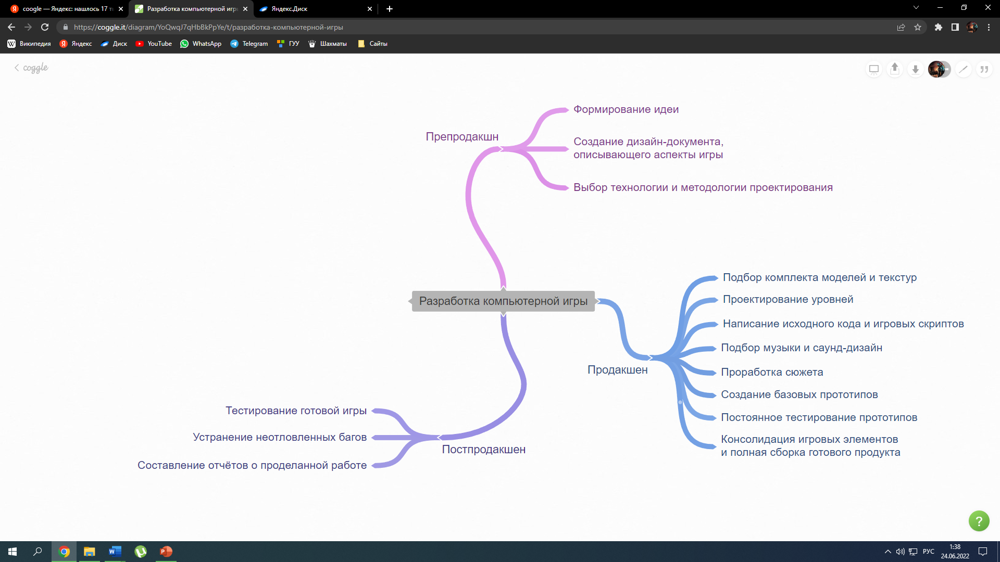 coogle — Яндекс: нашлось 17 т
Разработка компьютерной игр
Яндекс.Диск
https://coggle.it/diagram/YoQwqJ7qHbBkPpYe/t/разработка-компьютерной-игры
Википедия
Яндекс
Диск
YouTube
WhatsApp
Telegram
ГУУ
Шахматы
Сайты
coggle
Формирование идеи
Препродакшн
Создание дизайн-документа,
описывающего аспекты игры
Выбор технологии и методологии проектирования
Разработка компьютерной игры
Подбор комплекта моделей и текстур
Проектирование уровней
Написание исходного кода и игровых скриптов
Подбор музыки и саунд-дизайн
Продакшен
Проработка сюжета
Создание базовых прототипов
Постоянное тестирование прототипов
Консолидация игровых элементов
и полная сборка готового продукта
Тестирование готовой игры
Устранение неотловленных багов
Постпродакшен
Составление отчётов о проделанной работе
?
РУС
1:38
24.06.2022